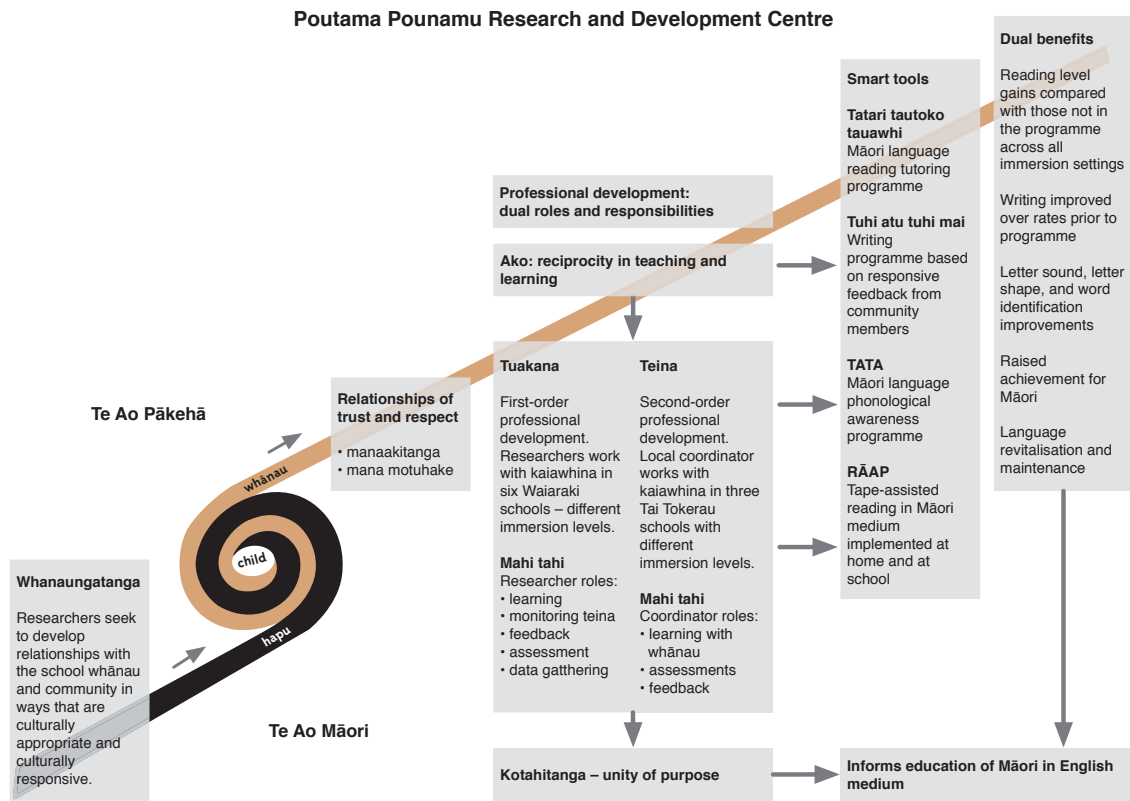 Poutama Pounamu Research and Development Centre
Whanaungatanga
Researchers seek
to develop
relationships with
the school whānau
and community in
ways that are
culturally
appropriate and
culturally
responsive.
Te Ao Pākehā
whānau
child
hapu
Te Ao Māori
Relationships of
trust and respect
• manaakitanga
• mana motuhake
Professional development:
dual roles and responsibilities
Ako: reciprocity in teaching and
learning
Tuakana
First-order
professional
development.
Researchers work
with kaiawhina in
six Waiaraki
schools – different
immersion levels.
Mahi tahi
Researcher roles:
• learning
• monitoring teina
• feedback
• assessment
• data gatthering
Teina
Second-order
professional
development.
Local coordinator
works with
kaiawhina in three
Tai Tokerau
schools with
different
immersion levels.
Mahi tahi
Coordinator roles:
• learning with
whānau
• assessments
• feedback
Kotahitanga – unity of purpose
Smart tools
Tatari tautoko
tauawhi
Māori language
reading tutoring
programme
Tuhi atu tuhi mai
Writing
programme based
on responsive
feedback from
community
members
TATA
Māori language
phonological
awareness
programme
RĀAP
Tape-assisted
reading in Māori
medium
implemented at
home and at
school
Dual benefits
Reading level
gains compared
with those not in
the programme
across all
immersion settings
Writing improved
over rates prior to
programme
Letter sound, letter
shape, and word
identification
improvements
Raised
achievement for
Māori
Language
revitalisation and
maintenance
Informs education of Māori in English
medium